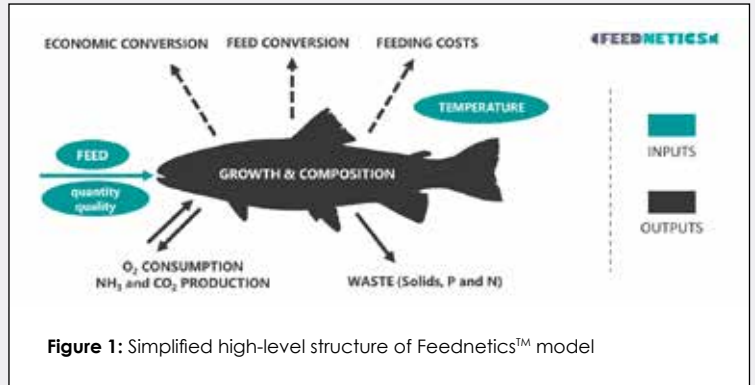 ECONOMIC CONVERSION FEED CONVERSION FEEDING COSTS
FEEDNETICS
TEMPERATURE
FEED
quantity
quality
GROWTH & COMPOSITION
INPUTS
OUTPUTS
O₂ CONSUMPTION
NH₃ and CO₂ PRODUCTION
WASTE (Solids, P and N)
Figure 1: Simplified high-level structure of Feednetics™ model